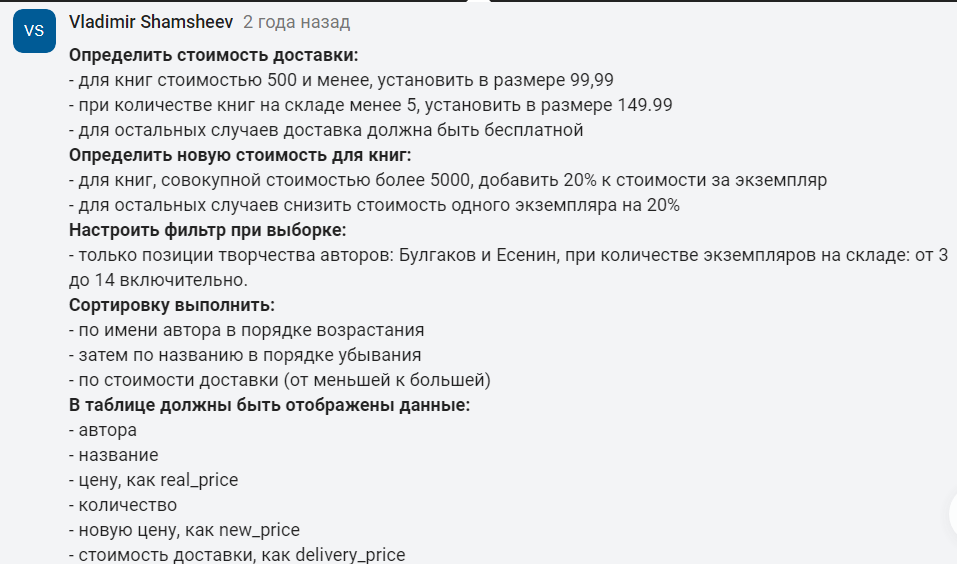 VS
Vladimir Shamsheev 2 года назад
Определить стоимость доставки:
- для книг стоимостью 500 и менее, установить в размере 99,99
- при количестве книг на складе менее 5, установить в размере 149.99
- для остальных случаев доставка должна быть бесплатной
Определить новую стоимость для книг:
- для книг, совокупной стоимостью более 5000, добавить 20% к стоимости за экземпляр
- для остальных случаев снизить стоимость одного экземпляра на 20%
Настроить фильтр при выборке:
- только позиции творчества авторов: Булгаков и Есенин, при количестве экземпляров на складе: от 3
до 14 включительно.
Сортировку выполнить:
- по имени автора в порядке возрастания
- затем по названию в порядке убывания
- по стоимости доставки (от меньшей к большей)
В таблице должны быть отображены данные:
- автора
- название
- цену, как real_price
- количество
- новую цену, как new_price
- стоимость доставки, как delivery_price